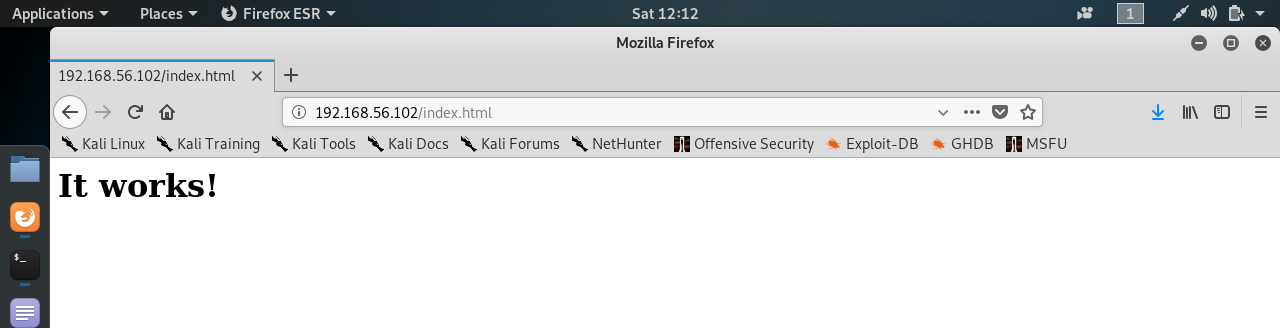 Applications Places Firefox ESR Sat 12:12 1
Mozilla Firefox
192.168.56.102/index.html
192.168.56.102/index.html
Kali Linux Kali Training Kali Tools Kali Docs Kali Forums NetHunter Offensive Security Exploit-DB GHDB MSFU
It works!
$_